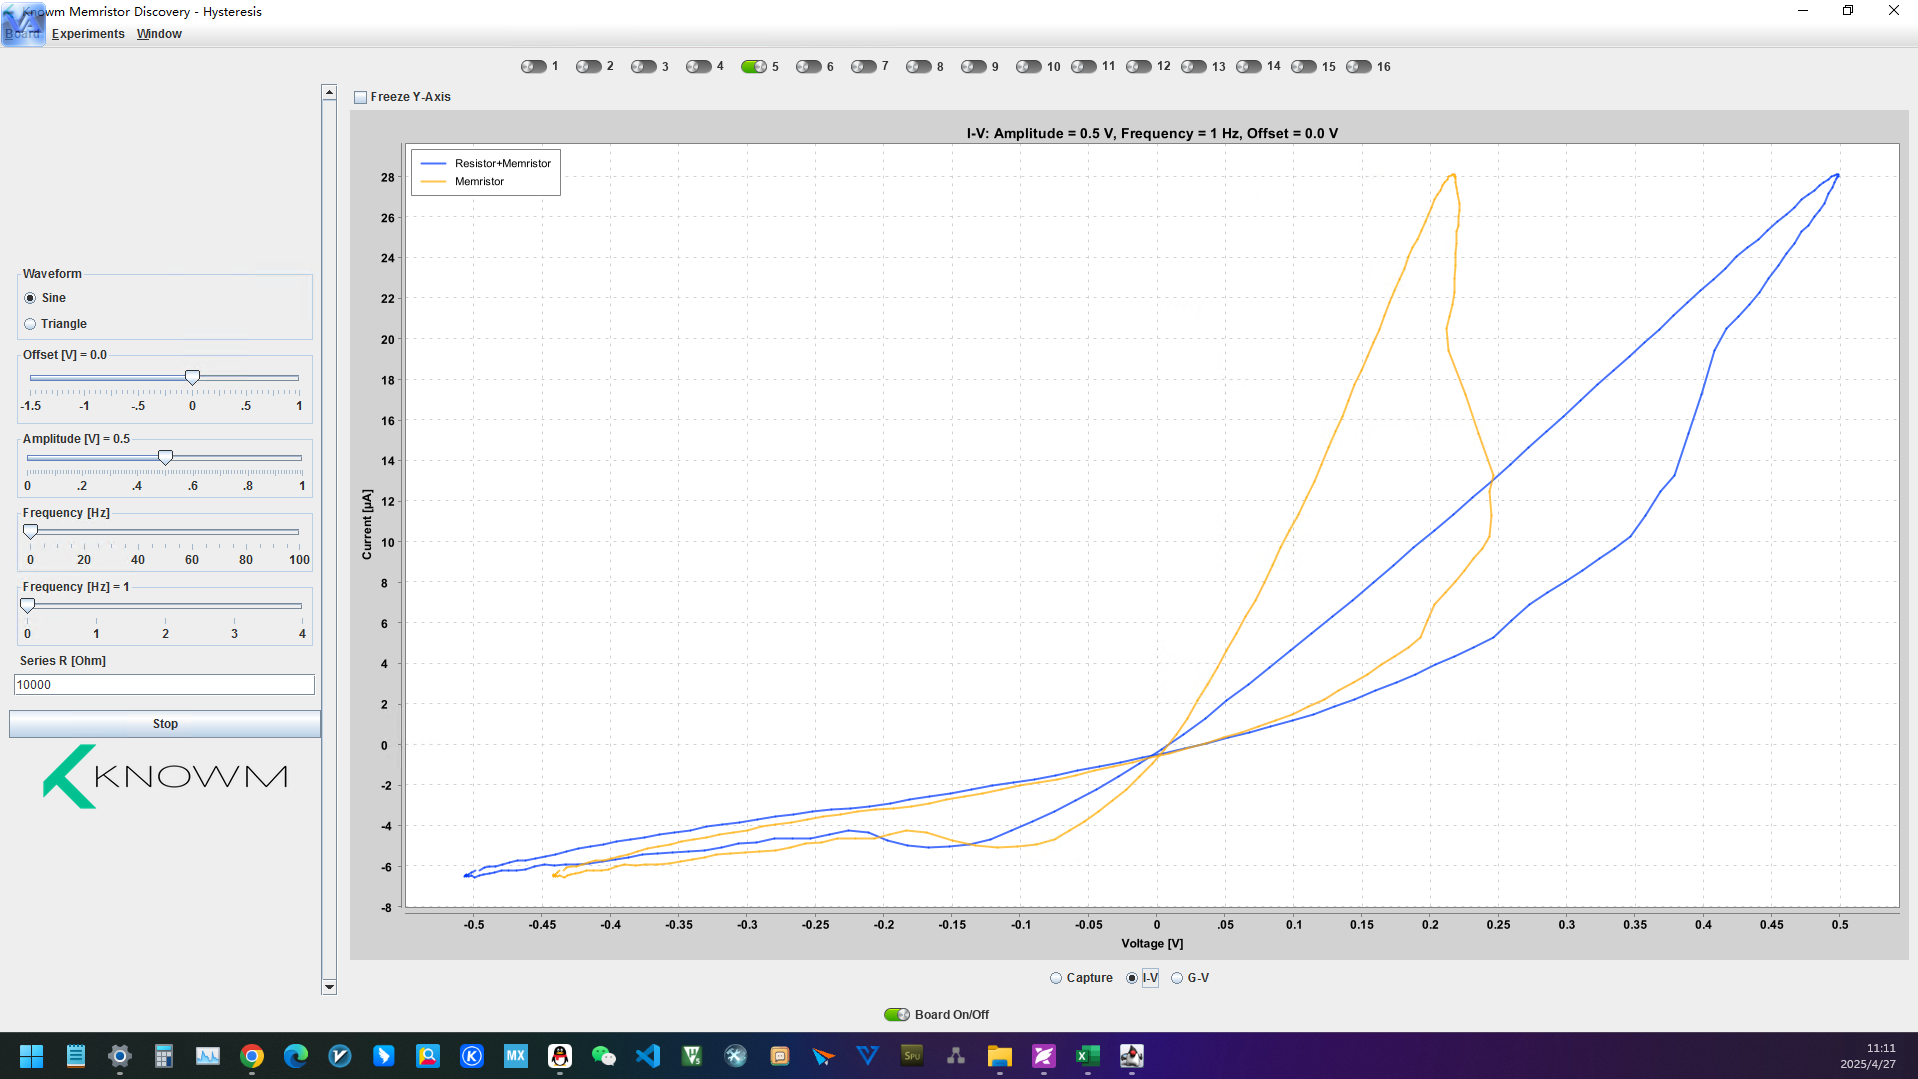 Knowm Memristor Discovery - Hysteresis
Board Experiments Window
1 2 3 4 5 6 7 8 9 10 11 12 13 14 15 16
Freeze Y-Axis
I-V: Amplitude = 0.5 V, Frequency = 1 Hz, Offset = 0.0 V
Resistor+Memristor
Memristor
28
26
24
22
20
18
16
14
12
10
8
6
4
2
0
-2
-4
-6
-8
Current [µA]
-0.5 -0.45 -0.4 -0.35 -0.3 -0.25 -0.2 -0.15 -0.1 -0.05 0 .05 0.1 0.15 0.2 0.25 0.3 0.35 0.4 0.45 0.5
Voltage [V]
Capture I-V G-V
Board On/Off
Waveform
Sine
Triangle
Offset [V] = 0.0
-1.5 -1 -.5 0 .5 1
Amplitude [V] = 0.5
0 .2 .4 .6 .8 1
Frequency [Hz]
0 20 40 60 80 100
Frequency [Hz] = 1
0 1 2 3 4
Series R [Ohm]
10000
Stop
KNOWM
MX
SPU
11:11
2025/4/27